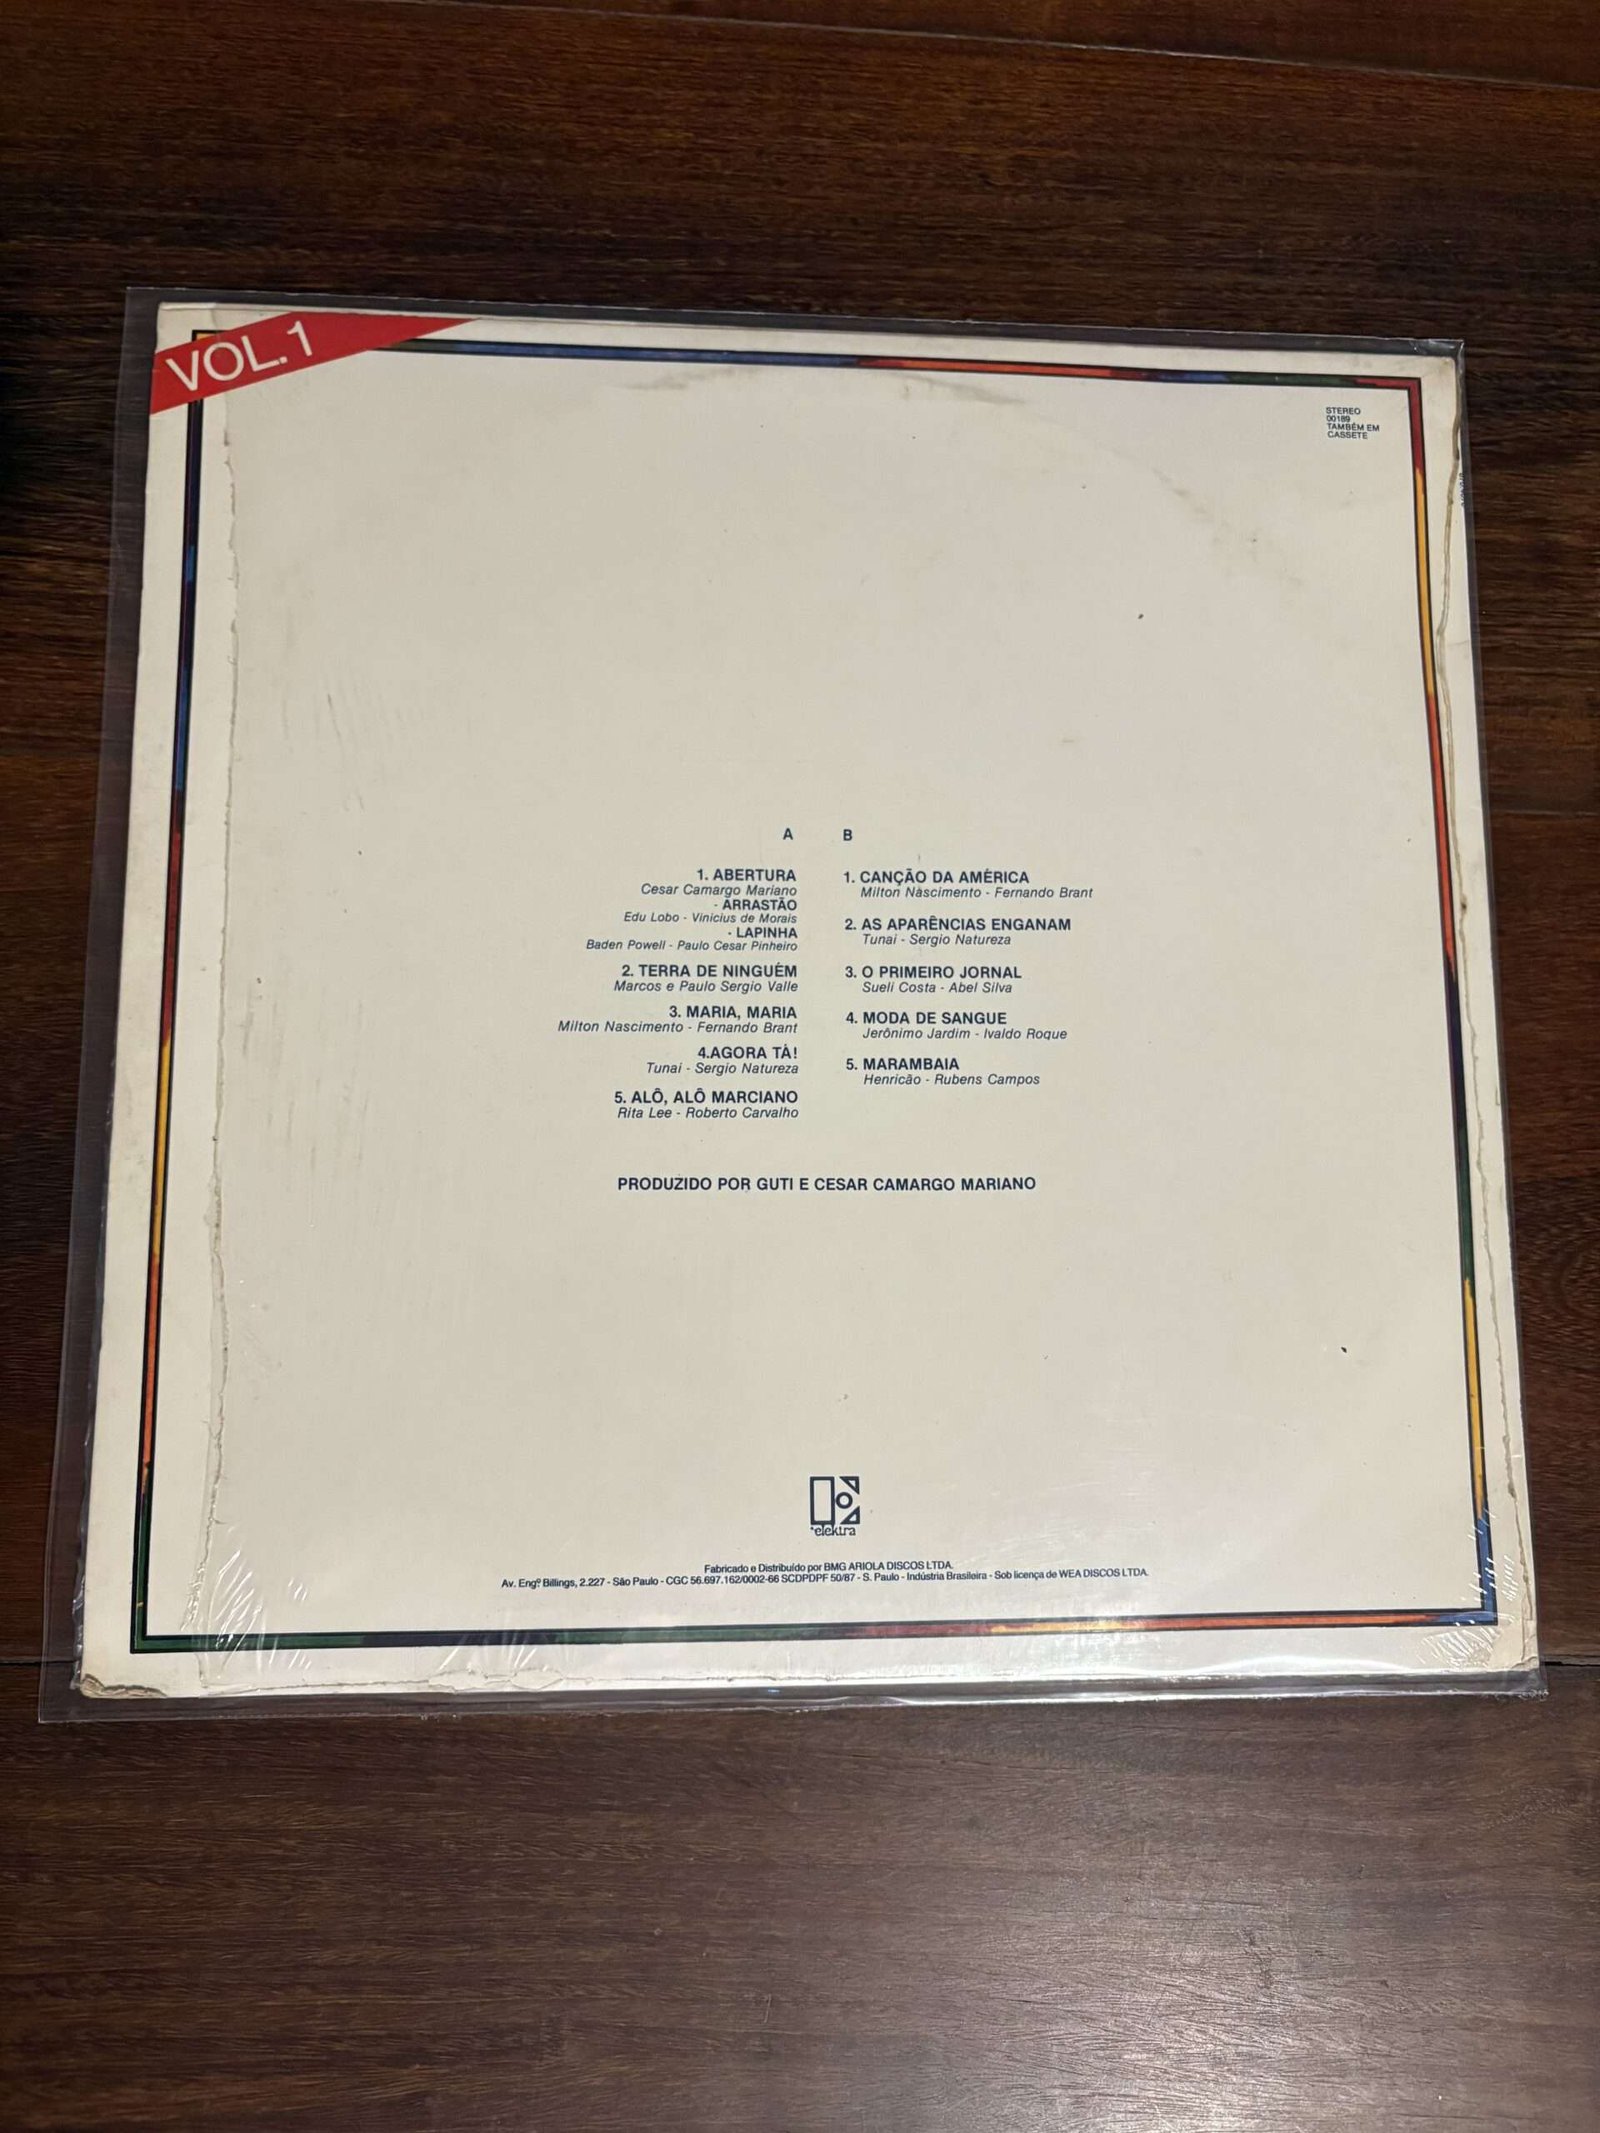 VOL.1
STEREO
00189
TAMBÉM EM
CASSETE
A
1. ABERTURA
Cesar Camargo Mariano
- ARRASTÃO
Edu Lobo - Vinicius de Morais
- LAPINHA
Baden Powell - Paulo Cesar Pinheiro
2. TERRA DE NINGUÉM
Marcos e Paulo Sergio Valle
3. MARIA, MARIA
Milton Nascimento - Fernando Brant
4.AGORA TÁ!
Tunai - Sergio Natureza
5. ALÔ, ALÔ MARCIANO
Rita Lee - Roberto Carvalho
B
1. CANÇÃO DA AMÉRICA
Milton Nascimento - Fernando Brant
2. AS APARÊNCIAS ENGANAM
Tunai - Sergio Natureza
3. O PRIMEIRO JORNAL
Sueli Costa - Abel Silva
4. MODA DE SANGUE
Jerônimo Jardim - Ivaldo Roque
5. MARAMBAIA
Henricão - Rubens Campos
PRODUZIDO POR GUTI E CESAR CAMARGO MARIANO
elektra
Fabricado e Distribuído por BMG ARIOLA DISCOS LTDA.
Av. Engº Billings, 2.227 - São Paulo - CGC 56.697.162/0002-66 SCDPDPF 50/87 - S. Paulo - Indústria Brasileira - Sob licença de WEA DISCOS LTDA.